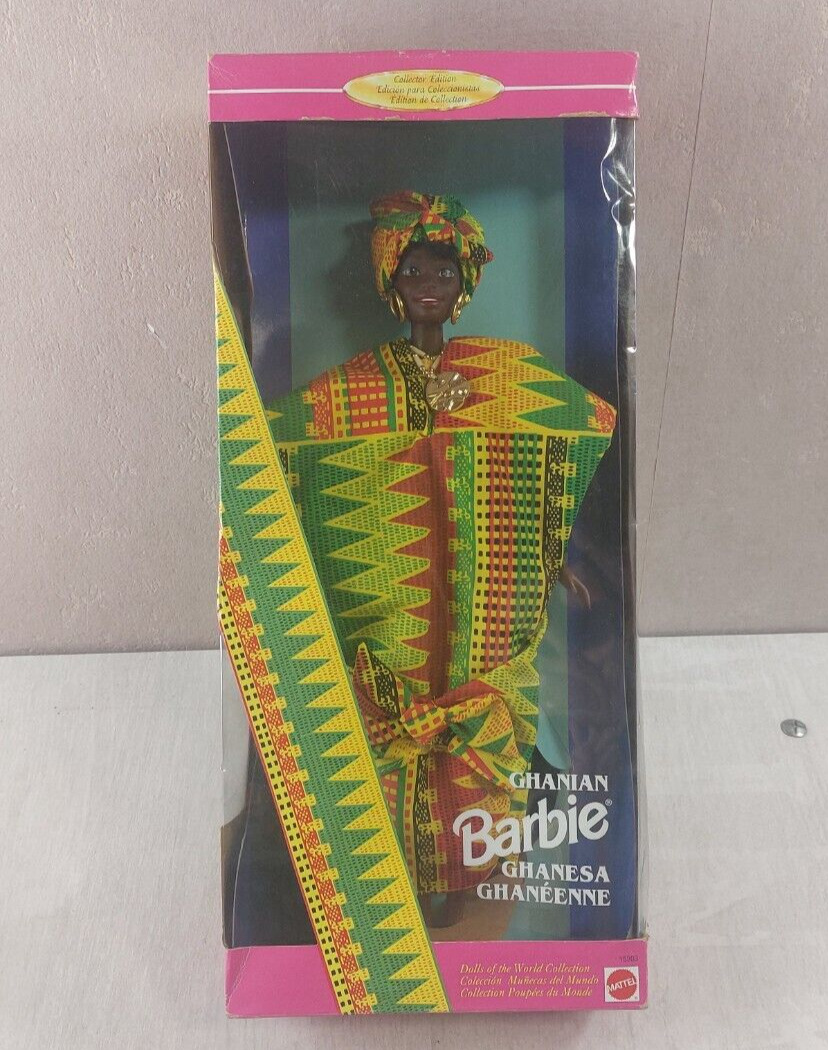 Collector Edition
Edición para Coleccionistas
Édition de Collection
GHANIAN
Barbie®
GHANESA
GHANÉENNE
15303
Dolls of the World Collection
Colección Muñecas del Mundo
Collection Poupées du Monde
MATTEL